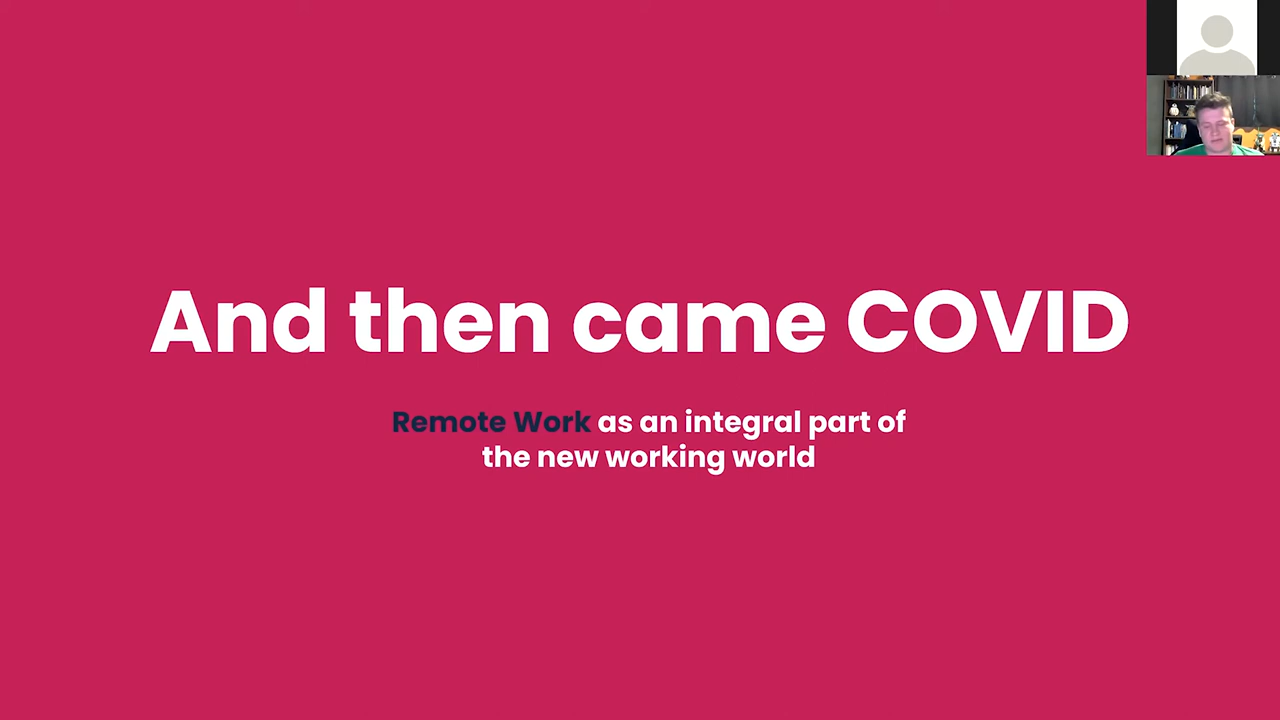 And then came COVID
Remote Work as an integral part of
the new working world